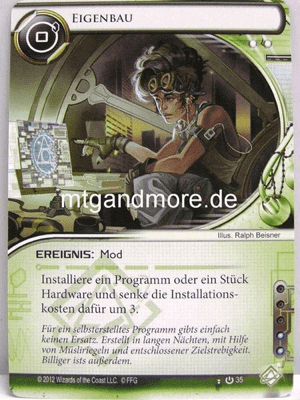 0
EIGENBAU
mtgandmore.de
Illus. Ralph Beisner
EREIGNIS: Mod
Installiere ein Programm oder ein Stück
Hardware und senke die Installations-
kosten dafür um 3.
Für ein selbsterstelltes Programm gibts einfach
keinen Ersatz. Erstellt in langen Nächten, mit Hilfe
von Müsliriegeln und entschlossener Zielstrebigkeit.
Billiger ists außerdem.
© 2012 Wizards of the Coast LLC. © FFG
35